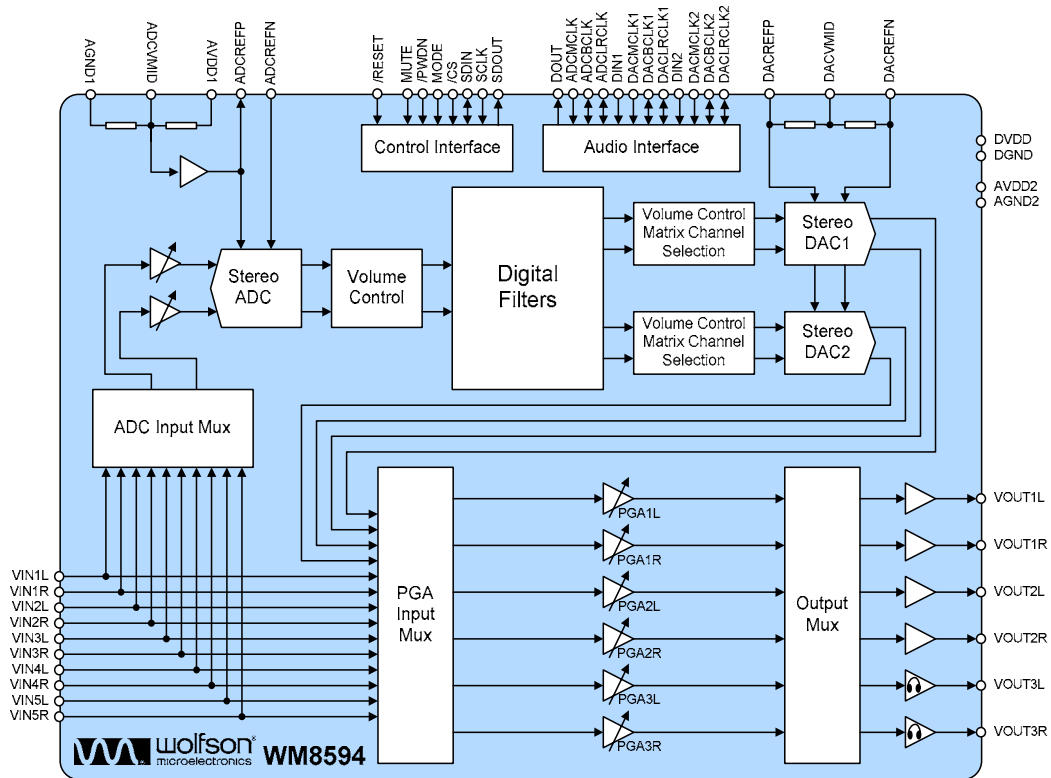 AGND1
ADCVMID
AVDD1
ADCREFP
ADCREFN
/RESET
MUTE
/PWDN
MODE
/CS
SDIN
SCLK
SDOUT
DOUT
ADCMCLK
ADCBCLK
ADCLRCLK
DIN1
DACMCLK1
DACBCLK1
DACLRCLK1
DIN2
DACMCLK2
DACBCLK2
DACLRCLK2
DACREFP
DACVMID
DACREFN
Control Interface
Audio Interface
DVDD
DGND
AVDD2
AGND2
Stereo
ADC
Volume
Control
Digital
Filters
Volume Control
Matrix Channel
Selection
Stereo
DAC1
Volume Control
Matrix Channel
Selection
Stereo
DAC2
ADC Input Mux
PGA
Input
Mux
PGA1L
PGA1R
PGA2L
PGA2R
PGA3L
PGA3R
Output
Mux
VOUT1L
VOUT1R
VOUT2L
VOUT2R
VOUT3L
VOUT3R
VIN1L
VIN1R
VIN2L
VIN2R
VIN3L
VIN3R
VIN4L
VIN4R
VIN5L
VIN5R
wolfson®
microelectronics
WM8594